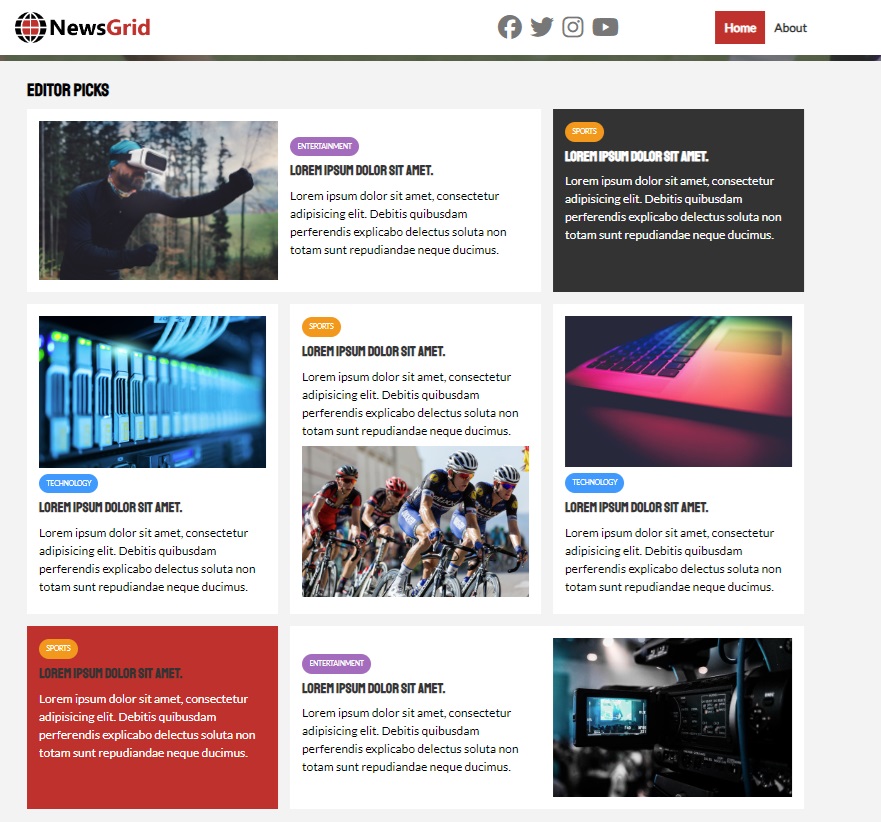 NewsGrid
Home
About
EDITOR PICKS
ENTERTAINMENT
LOREM IPSUM DOLOR SIT AMET.
Lorem ipsum dolor sit amet, consectetur
adipisicing elit. Debitis quibusdam
perferendis explicabo delectus soluta non
totam sunt repudiandae neque ducimus.
SPORTS
LOREM IPSUM DOLOR SIT AMET.
Lorem ipsum dolor sit amet, consectetur
adipisicing elit. Debitis quibusdam
perferendis explicabo delectus soluta non
totam sunt repudiandae neque ducimus.
TECHNOLOGY
LOREM IPSUM DOLOR SIT AMET.
Lorem ipsum dolor sit amet, consectetur
adipisicing elit. Debitis quibusdam
perferendis explicabo delectus soluta non
totam sunt repudiandae neque ducimus.
SPORTS
LOREM IPSUM DOLOR SIT AMET.
Lorem ipsum dolor sit amet, consectetur
adipisicing elit. Debitis quibusdam
perferendis explicabo delectus soluta non
totam sunt repudiandae neque ducimus.
TECHNOLOGY
LOREM IPSUM DOLOR SIT AMET.
Lorem ipsum dolor sit amet, consectetur
adipisicing elit. Debitis quibusdam
perferendis explicabo delectus soluta non
totam sunt repudiandae neque ducimus.
SPORTS
LOREM IPSUM DOLOR SIT AMET.
Lorem ipsum dolor sit amet, consectetur
adipisicing elit. Debitis quibusdam
perferendis explicabo delectus soluta non
totam sunt repudiandae neque ducimus.
ENTERTAINMENT
LOREM IPSUM DOLOR SIT AMET.
Lorem ipsum dolor sit amet, consectetur
adipisicing elit. Debitis quibusdam
perferendis explicabo delectus soluta non
totam sunt repudiandae neque ducimus.